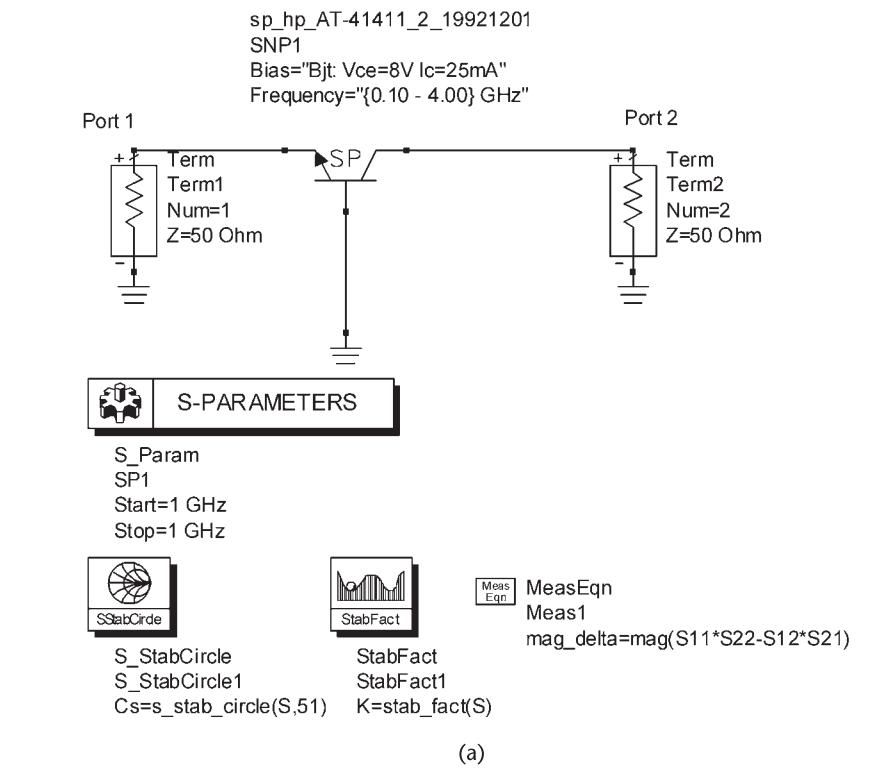 sp_hp_AT-41411_2_19921201
SNP1
Bias="Bjt: Vce=8V Ic=25mA"
Frequency="{0.10 - 4.00} GHz"
Port 1
Port 2
+
SP
+
Term
Term1
Num=1
Z=50 Ohm
-
Term
Term2
Num=2
Z=50 Ohm
-
S-PARAMETERS
S_Param
SP1
Start=1 GHz
Stop=1 GHz
SStabCircle
S_StabCircle
S_StabCircle1
Cs=s_stab_circle(S,51)
StabFact
StabFact
StabFact1
K=stab_fact(S)
Meas
Eqn
MeasEqn
Meas1
mag_delta=mag(S11*S22-S12*S21)
(a)